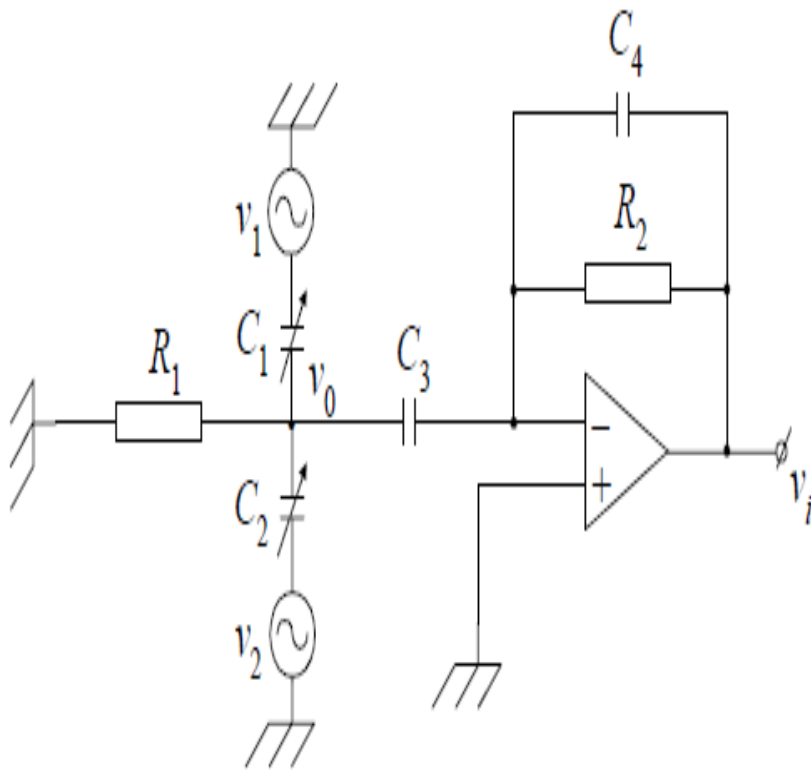 C₄
v₁
R₂
C₁
R₁
v₀
C₃
−
+
C₂
vᵢ
v₂